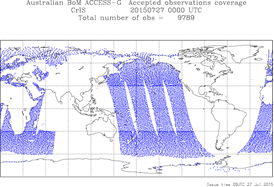 Australian BoM ACCESS-G Accepted observations coverage
CrIS 20150727 0000 UTC
Total number of obs = 9789